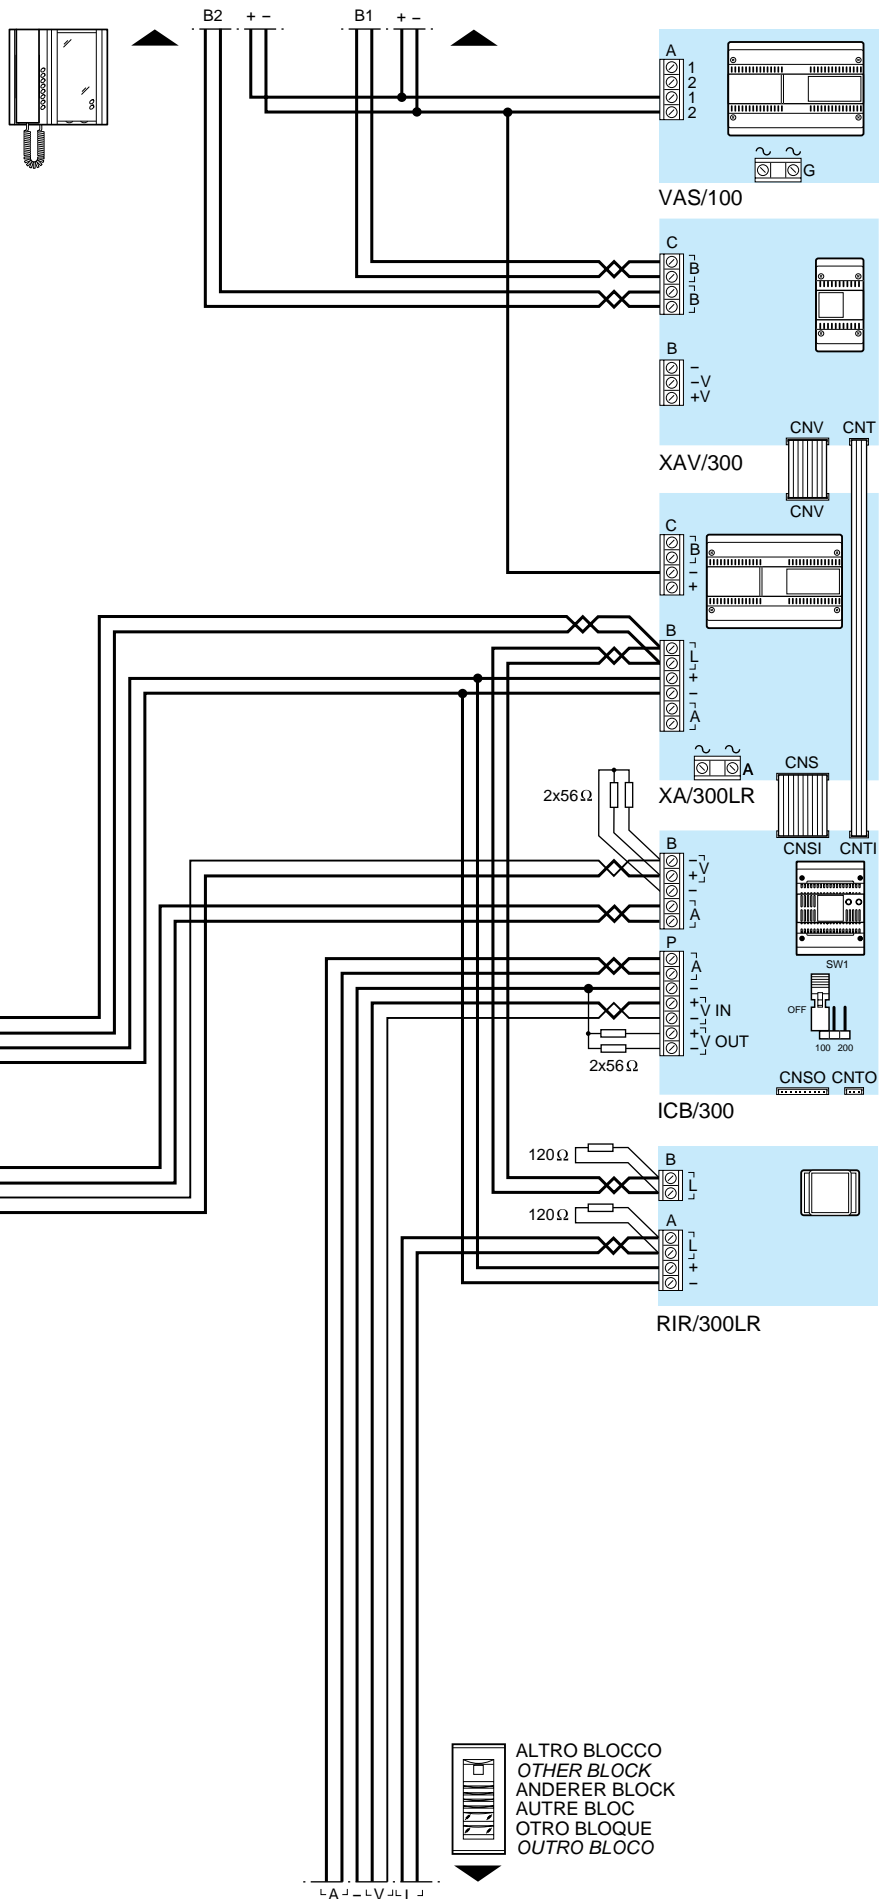 B2 + − B1 + −
A
1
2
1
2
G
VAS/100
C
B
B
B
−
−V
+V
CNV CNT
XAV/300
CNV
C
B
−
+
B
L
+
−
A
A
CNS
XA/300LR
2x56Ω
CNSI CNTI
B
−
V
+
−
A
P
A
−
+
V IN
−
+
V OUT
−
2x56Ω
SW1
OFF
100 200
CNSO CNTO
ICB/300
120Ω
B
L
120Ω
A
L
+
−
RIR/300LR
ALTRO BLOCCO
OTHER BLOCK
ANDERER BLOCK
AUTRE BLOC
OTRO BLOQUE
OUTRO BLOCO
A − V L